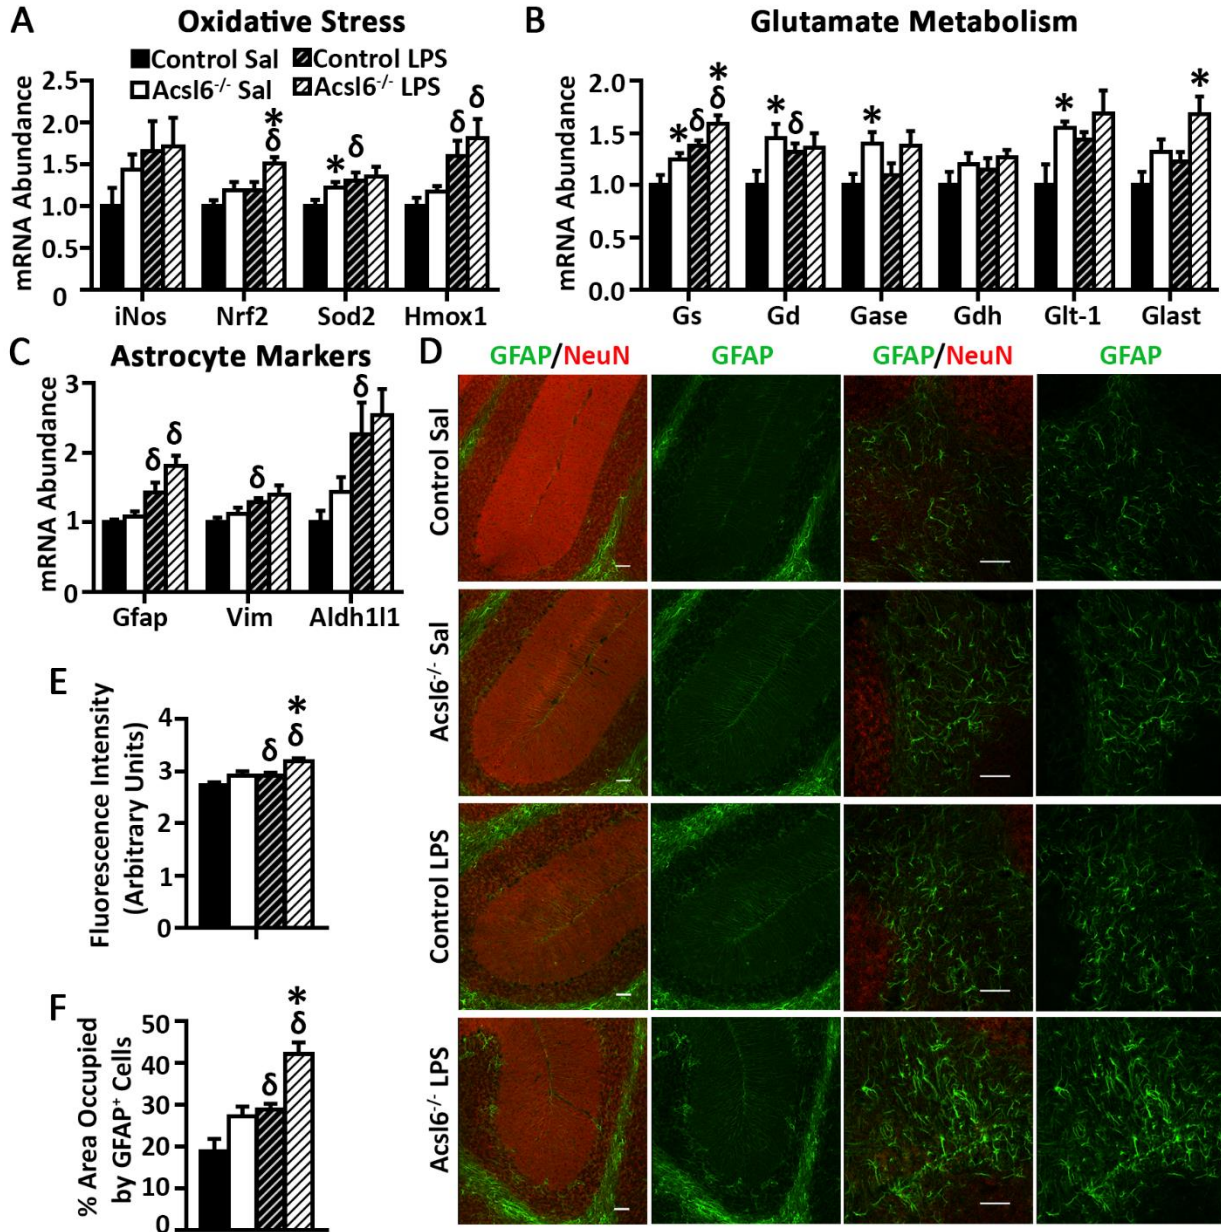 A
Oxidative Stress
Control Sal
Control LPS
Acsl6-/- Sal
Acsl6-/- LPS
mRNA Abundance
2.5
2.0
1.5
1.0
0.5
0
*
δ
*
δ
δ
δ
iNos Nrf2 Sod2 Hmox1
B
Glutamate Metabolism
mRNA Abundance
2.0
1.5
1.0
0.5
0.0
*
δ
*
δ
*
δ
*
*
*
Gs Gd Gase Gdh Glt-1 Glast
C
Astrocyte Markers
mRNA Abundance
3
2
1
0
δ
δ
δ
δ
Gfap Vim Aldh1l1
D
GFAP/NeuN GFAP GFAP/NeuN GFAP
Control Sal
Acsl6-/- Sal
Control LPS
Acsl6-/- LPS
E
Fluorescence Intensity
(Arbitrary Units)
4
3
2
1
0
δ
*
δ
F
% Area Occupied
by GFAP+ Cells
50
40
30
20
10
0
δ
*
δ